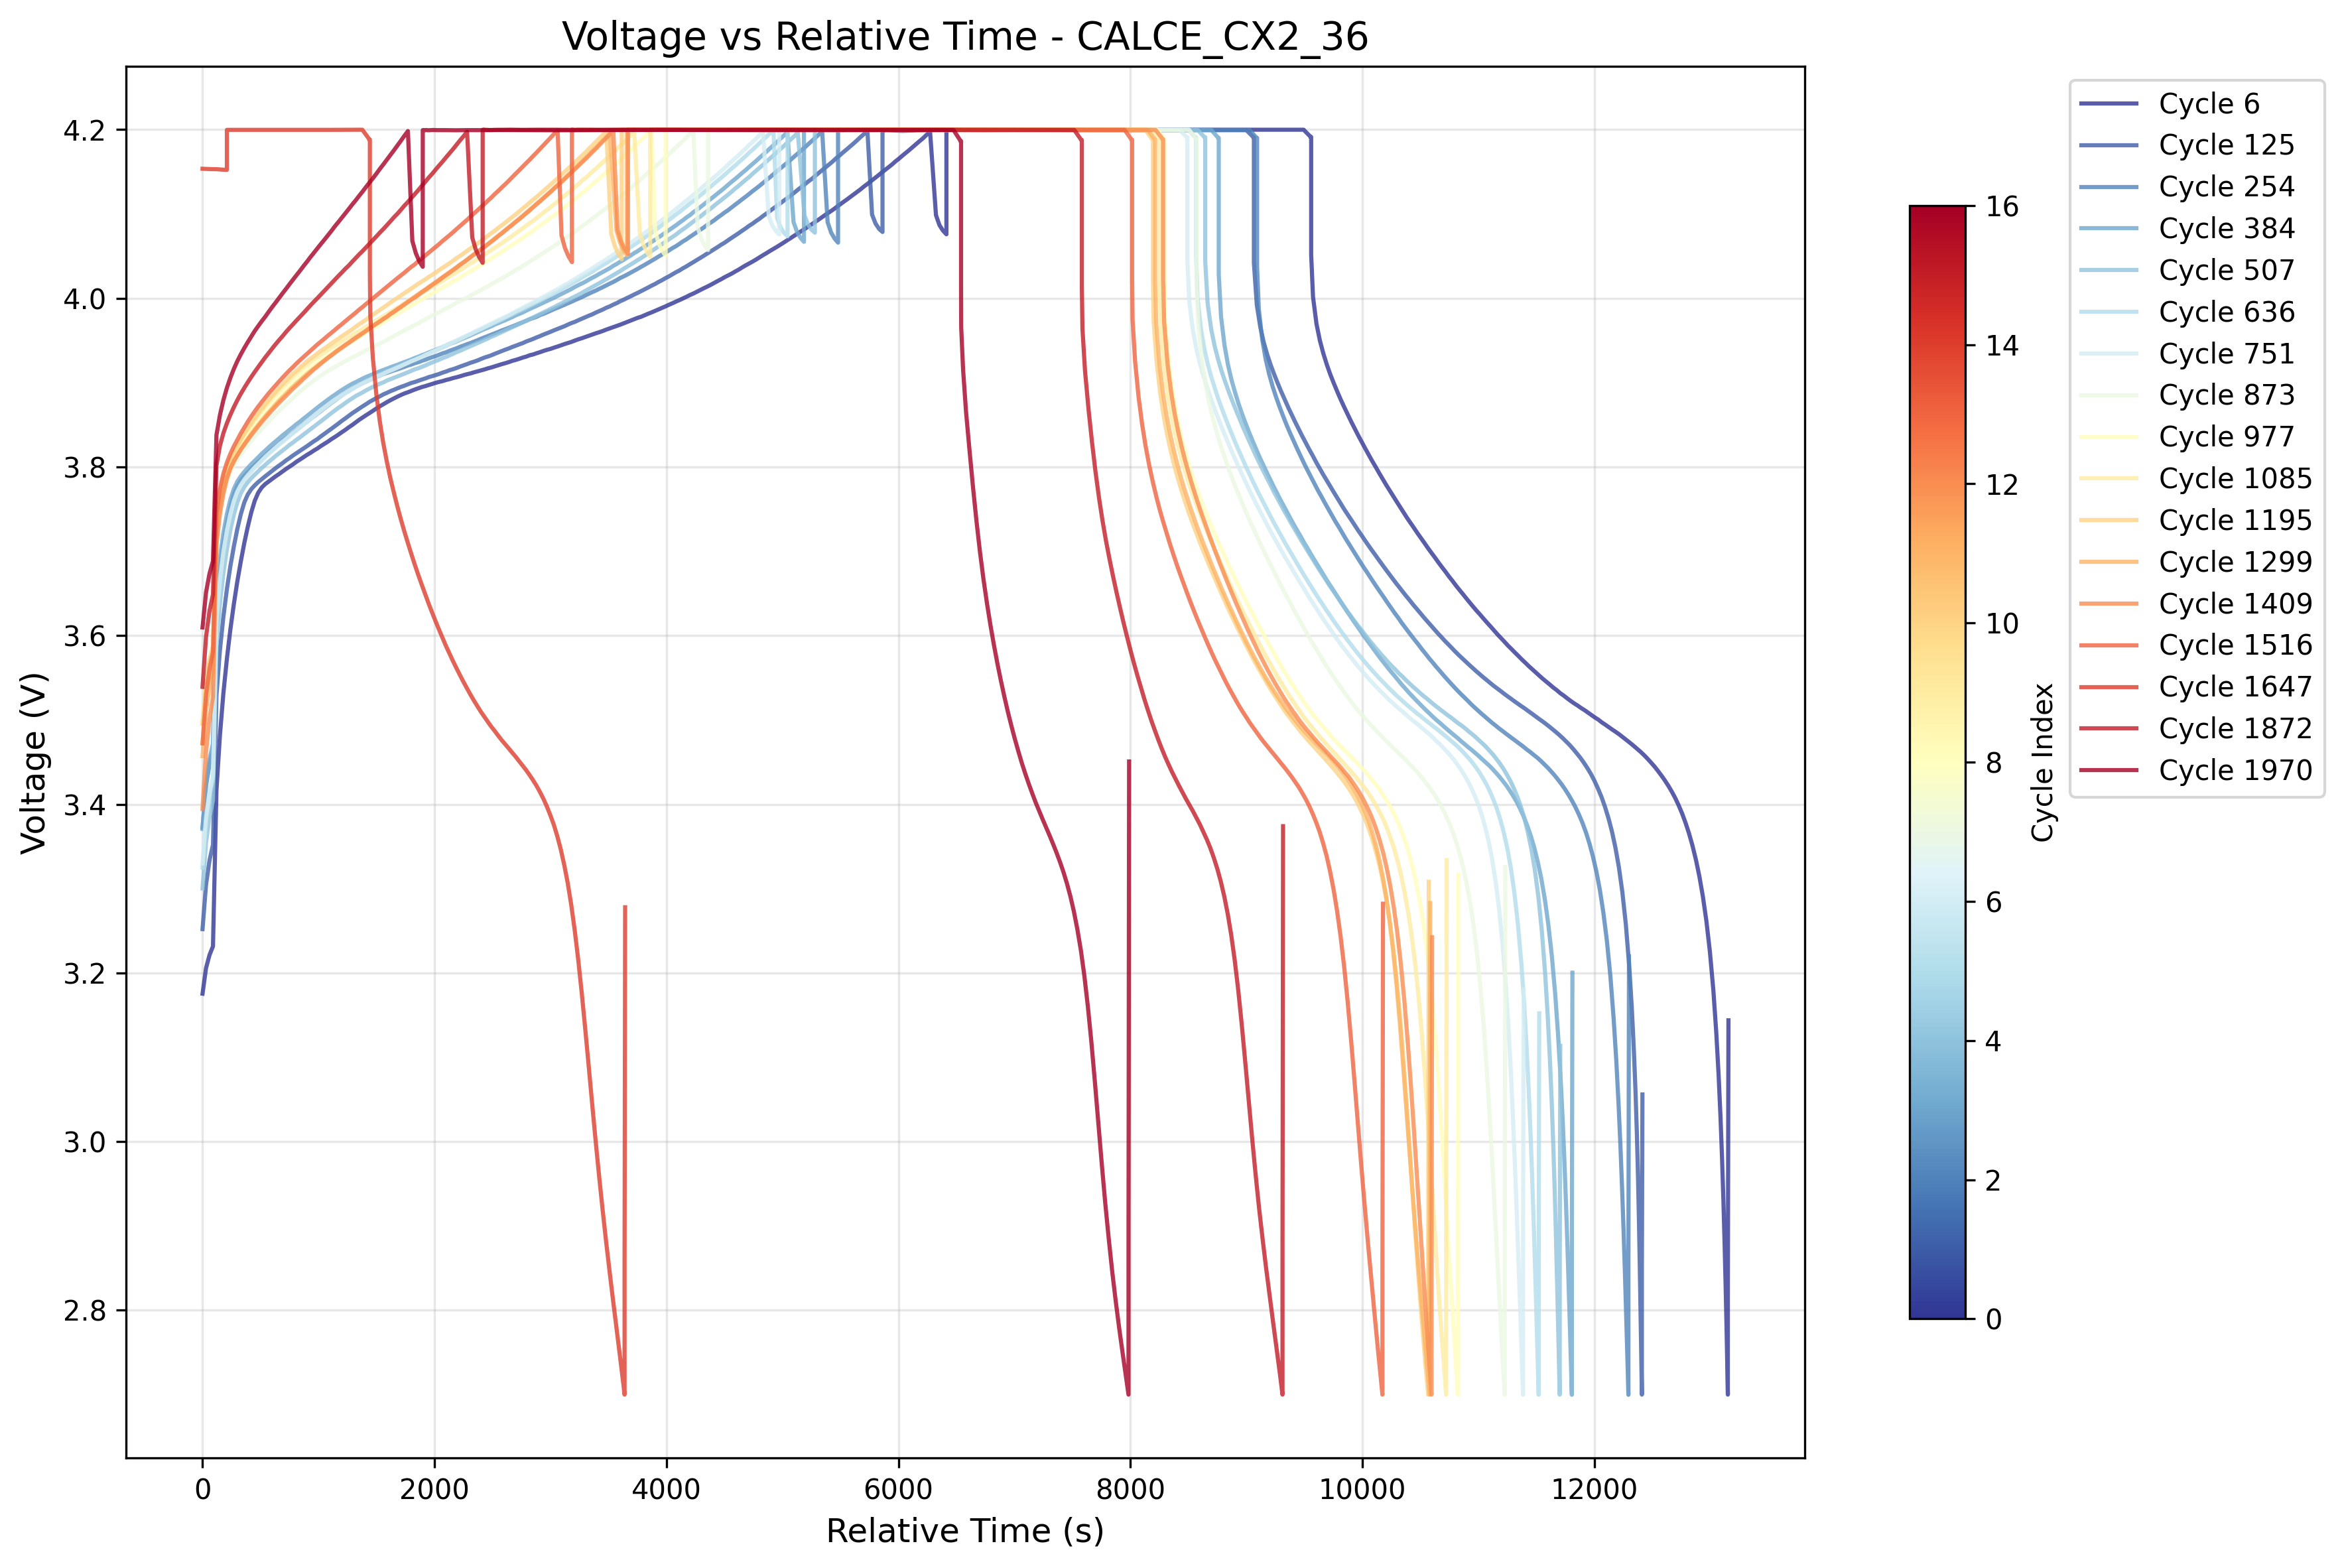 Voltage vs Relative Time - CALCE_CX2_36
Voltage (V)
4.2
4.0
3.8
3.6
3.4
3.2
3.0
2.8
0
2000
4000
6000
8000
10000
12000
Relative Time (s)
16
14
12
10
8
6
4
2
0
Cycle Index
Cycle 6
Cycle 125
Cycle 254
Cycle 384
Cycle 507
Cycle 636
Cycle 751
Cycle 873
Cycle 977
Cycle 1085
Cycle 1195
Cycle 1299
Cycle 1409
Cycle 1516
Cycle 1647
Cycle 1872
Cycle 1970